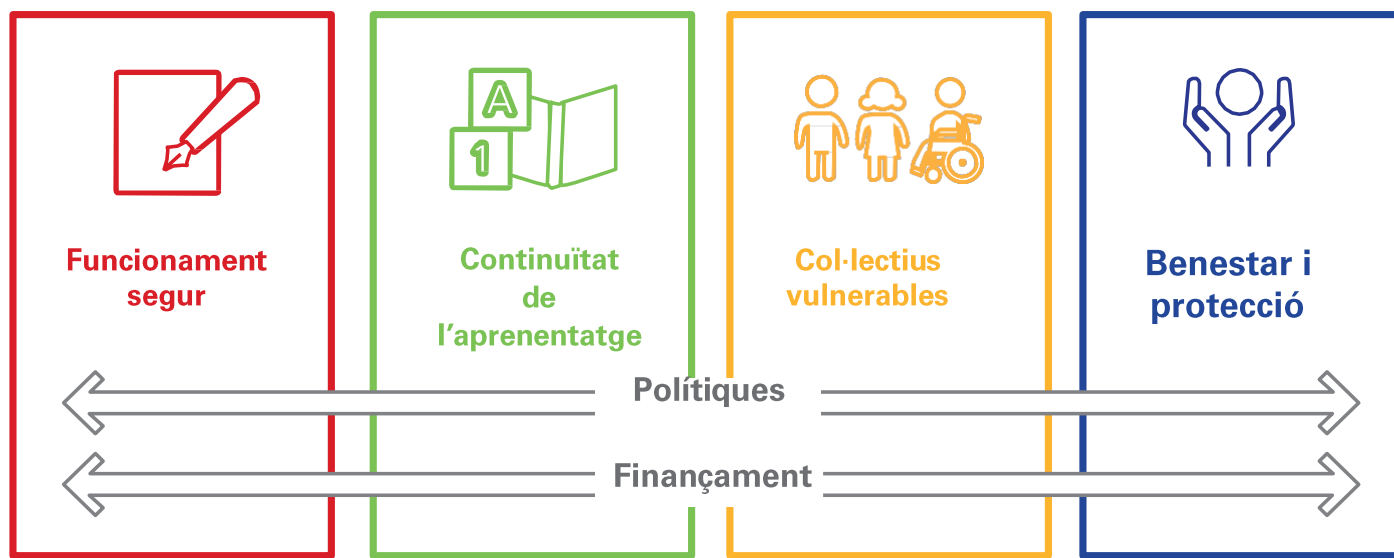 A
1
Funcionament
segur
Continuïtat
de
l'aprenentatge
Col·lectius
vulnerables
Benestar i
protecció
Polítiques
Finançament